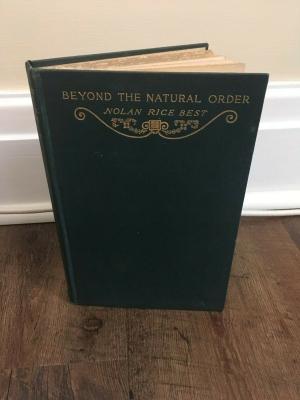 BEYOND THE NATURAL ORDER
NOLAN RICE BEST